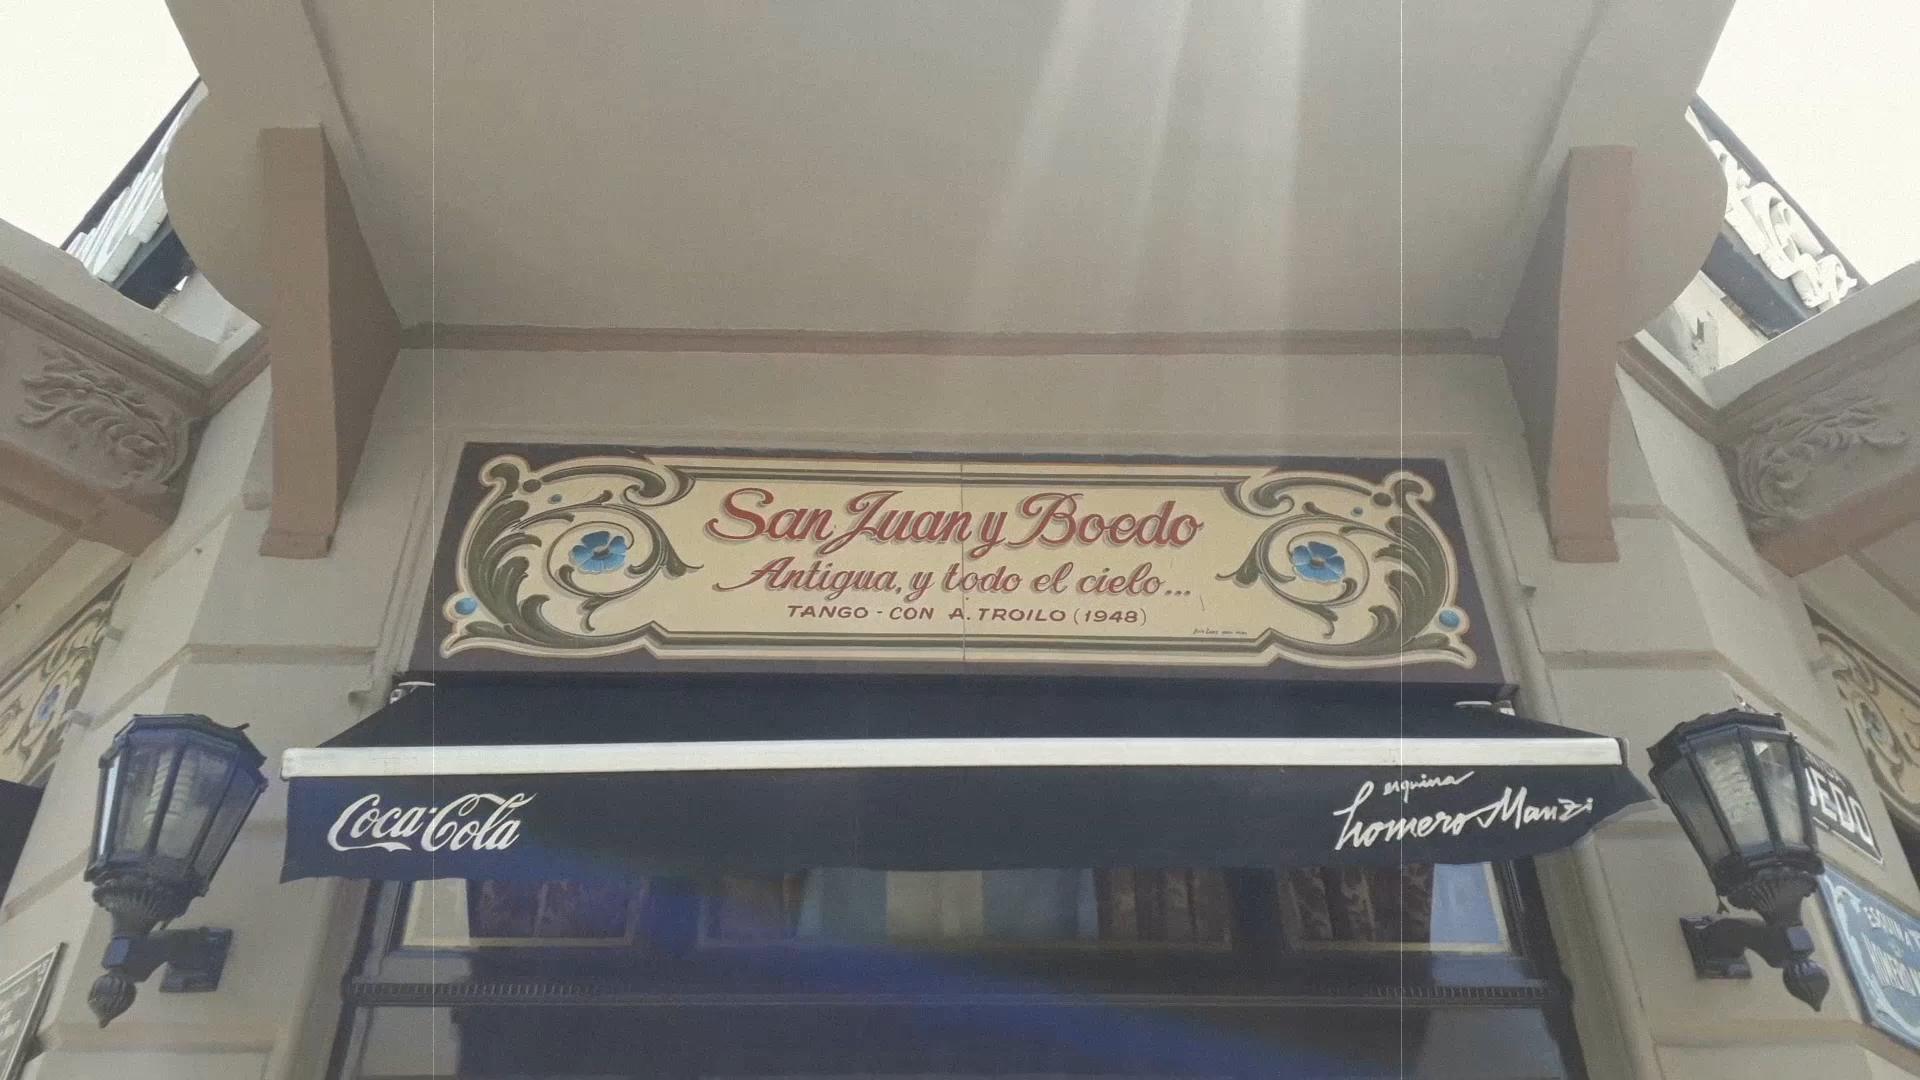 San Juan y Boedo
Antigua, y todo el cielo...
TANGO - CON A. TROILO (1948)
Coca-Cola
esquina
homero Manzi